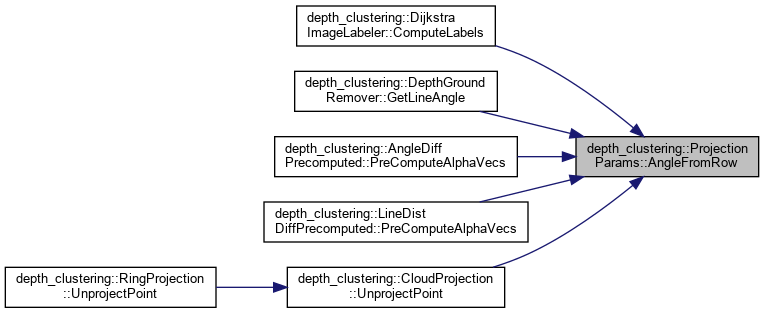 depth_clustering::Dijkstra
ImageLabeler::ComputeLabels
depth_clustering::DepthGround
Remover::GetLineAngle
depth_clustering::AngleDiff
Precomputed::PreComputeAlphaVecs
depth_clustering::Projection
Params::AngleFromRow
depth_clustering::LineDist
DiffPrecomputed::PreComputeAlphaVecs
depth_clustering::RingProjection
::UnprojectPoint
depth_clustering::CloudProjection
::UnprojectPoint